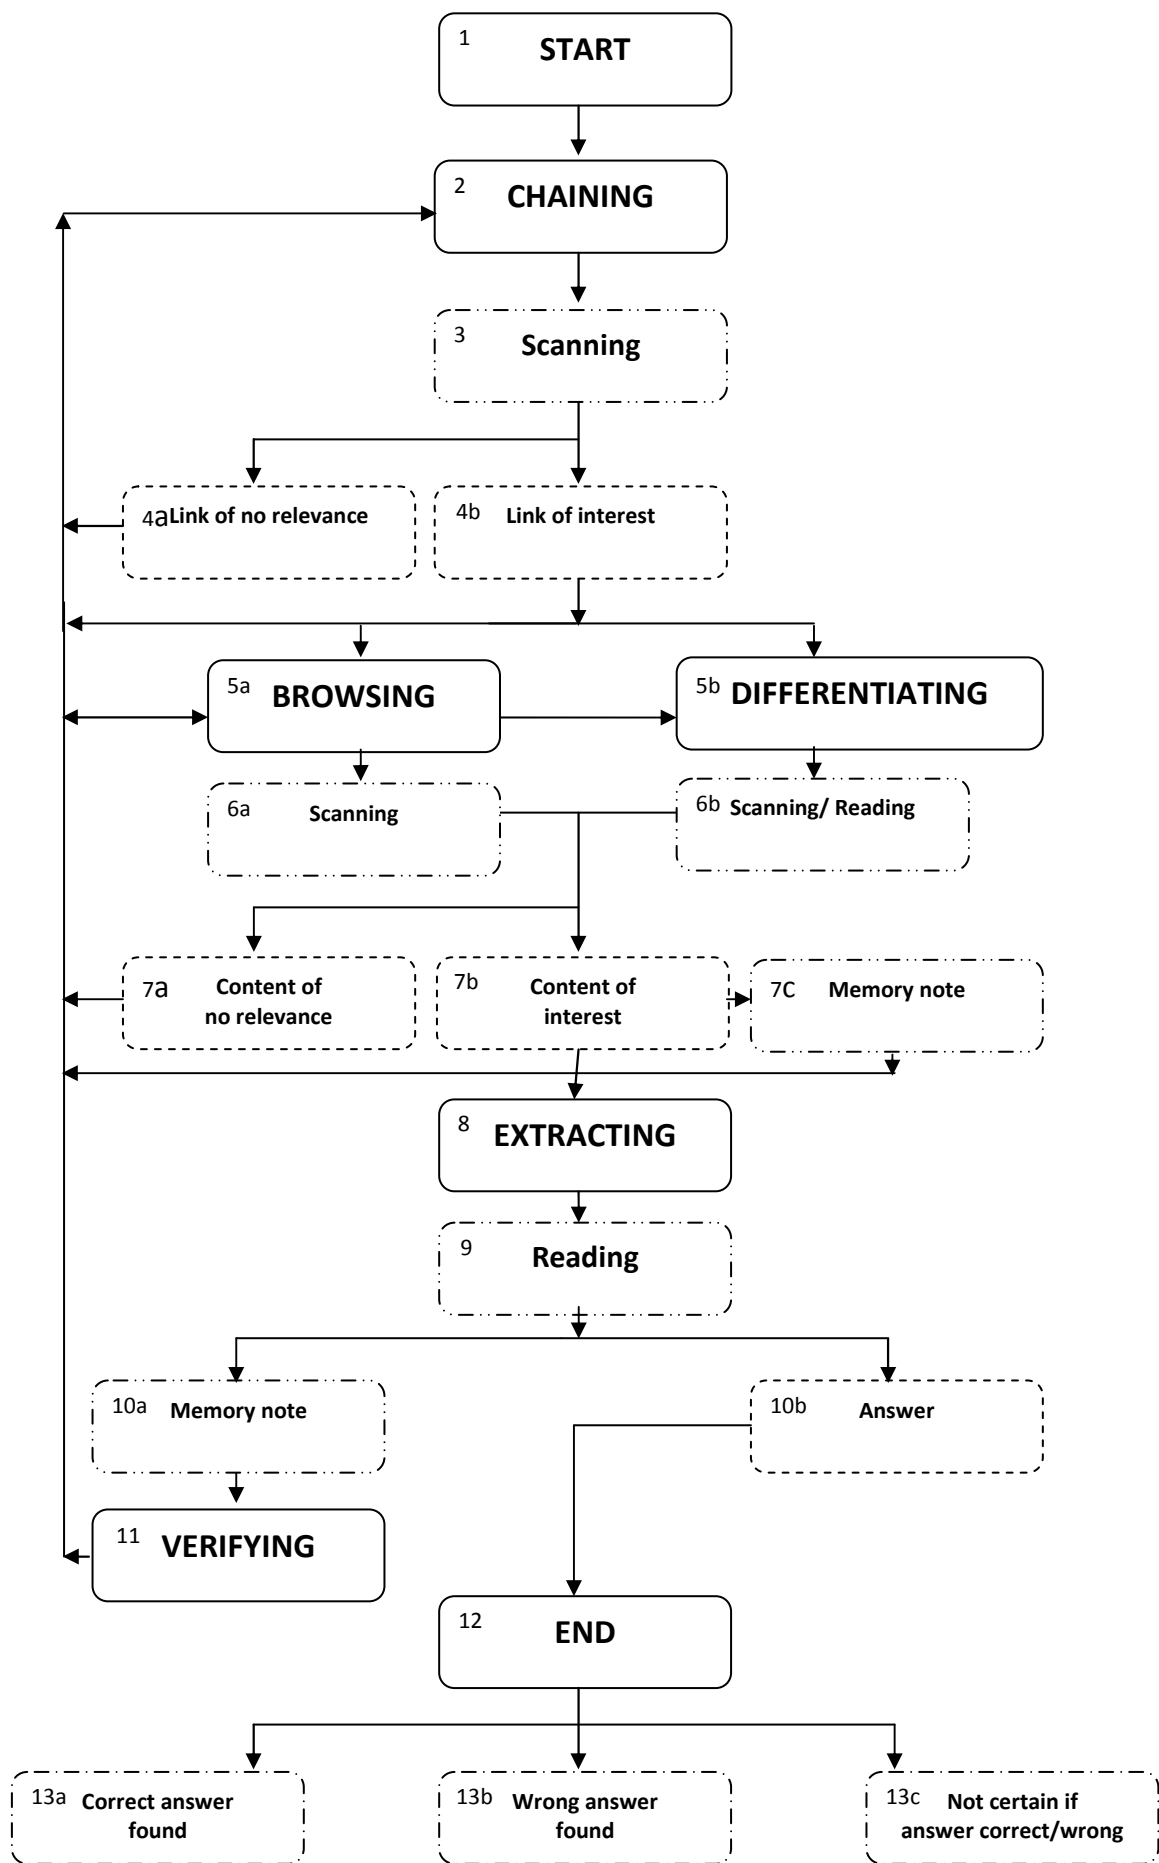 1 START
2 CHAINING
3 Scanning
4a Link of no relevance
4b Link of interest
5a BROWSING
5b DIFFERENTIATING
6a Scanning
6b Scanning/ Reading
7a Content of
no relevance
7b Content of
interest
7C Memory note
8 EXTRACTING
9 Reading
10a Memory note
10b Answer
11 VERIFYING
12 END
13a Correct answer
found
13b Wrong answer
found
13c Not certain if
answer correct/wrong